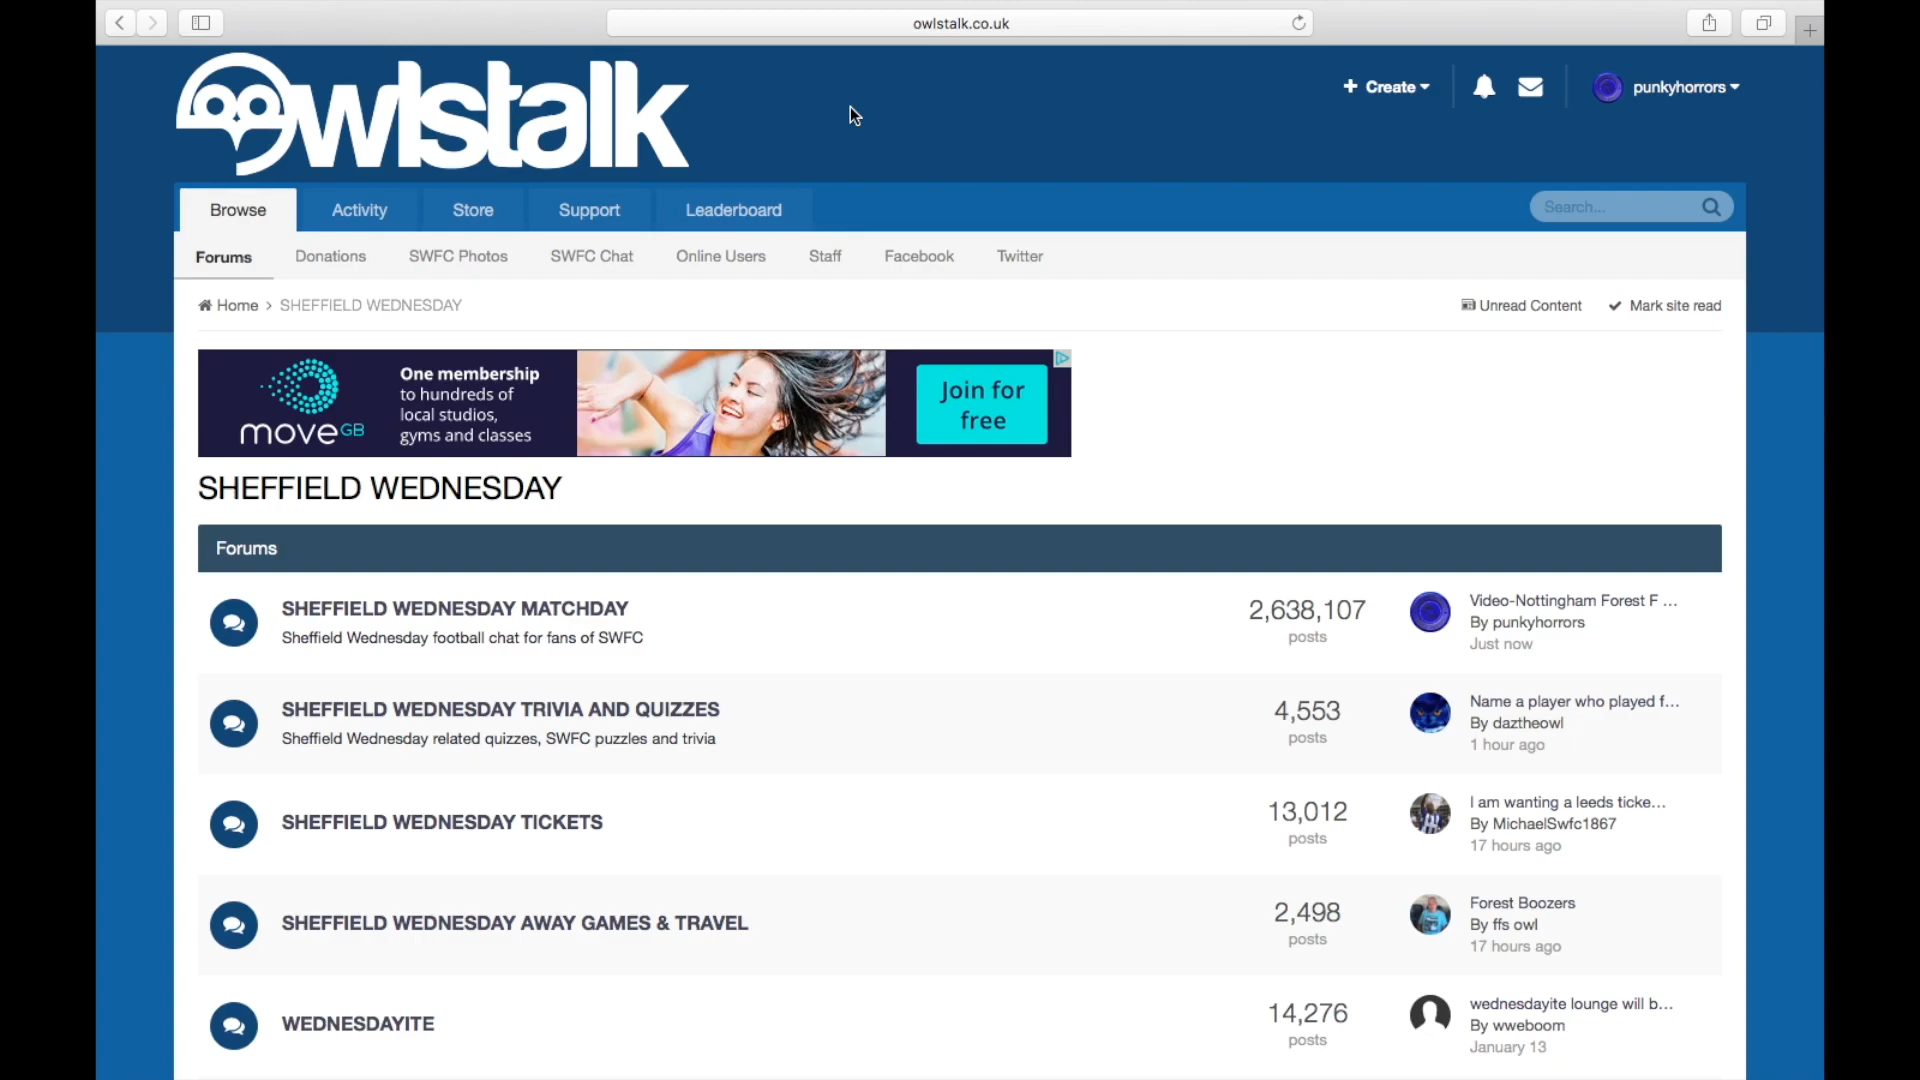 owlstalk.co.uk
owlstalk
Create
punkyhorrors
Browse
Activity
Store
Support
Leaderboard
Search...
Forums
Donations
SWFC Photos
SWFC Chat
Online Users
Staff
Facebook
Twitter
Home > SHEFFIELD WEDNESDAY
Unread Content
Mark site read
moveGB
One membership
to hundreds of
local studios,
gyms and classes
Join for
free
SHEFFIELD WEDNESDAY
Forums
SHEFFIELD WEDNESDAY MATCHDAY
Sheffield Wednesday football chat for fans of SWFC
2,638,107
posts
Video-Nottingham Forest F ...
By punkyhorrors
Just now
SHEFFIELD WEDNESDAY TRIVIA AND QUIZZES
Sheffield Wednesday related quizzes, SWFC puzzles and trivia
4,553
posts
Name a player who played f...
By daztheowl
1 hour ago
SHEFFIELD WEDNESDAY TICKETS
13,012
posts
I am wanting a leeds ticke...
By MichaelSwfc1867
17 hours ago
SHEFFIELD WEDNESDAY AWAY GAMES & TRAVEL
2,498
posts
Forest Boozers
By ffs owl
17 hours ago
WEDNESDAYITE
14,276
posts
wednesdayite lounge will b...
By wweboom
January 13